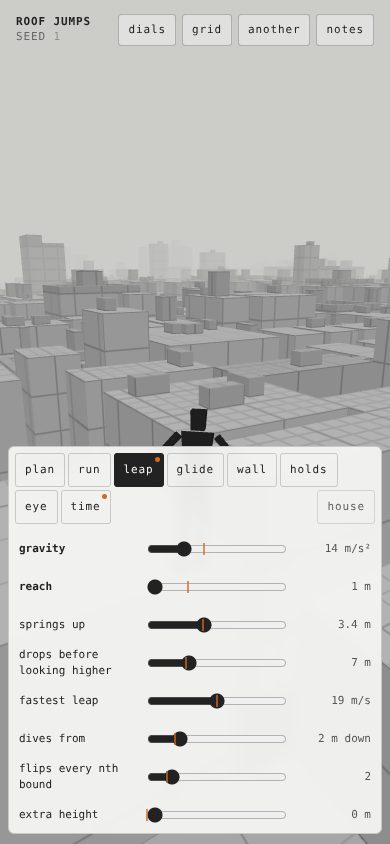 ROOF JUMPS
SEED 1
dials grid another notes
plan run leap glide wall holds
eye time house
gravity 14 m/s²
reach 1 m
springs up 3.4 m
drops before
looking higher 7 m
fastest leap 19 m/s
dives from 2 m down
flips every nth
bound 2
extra height 0 m